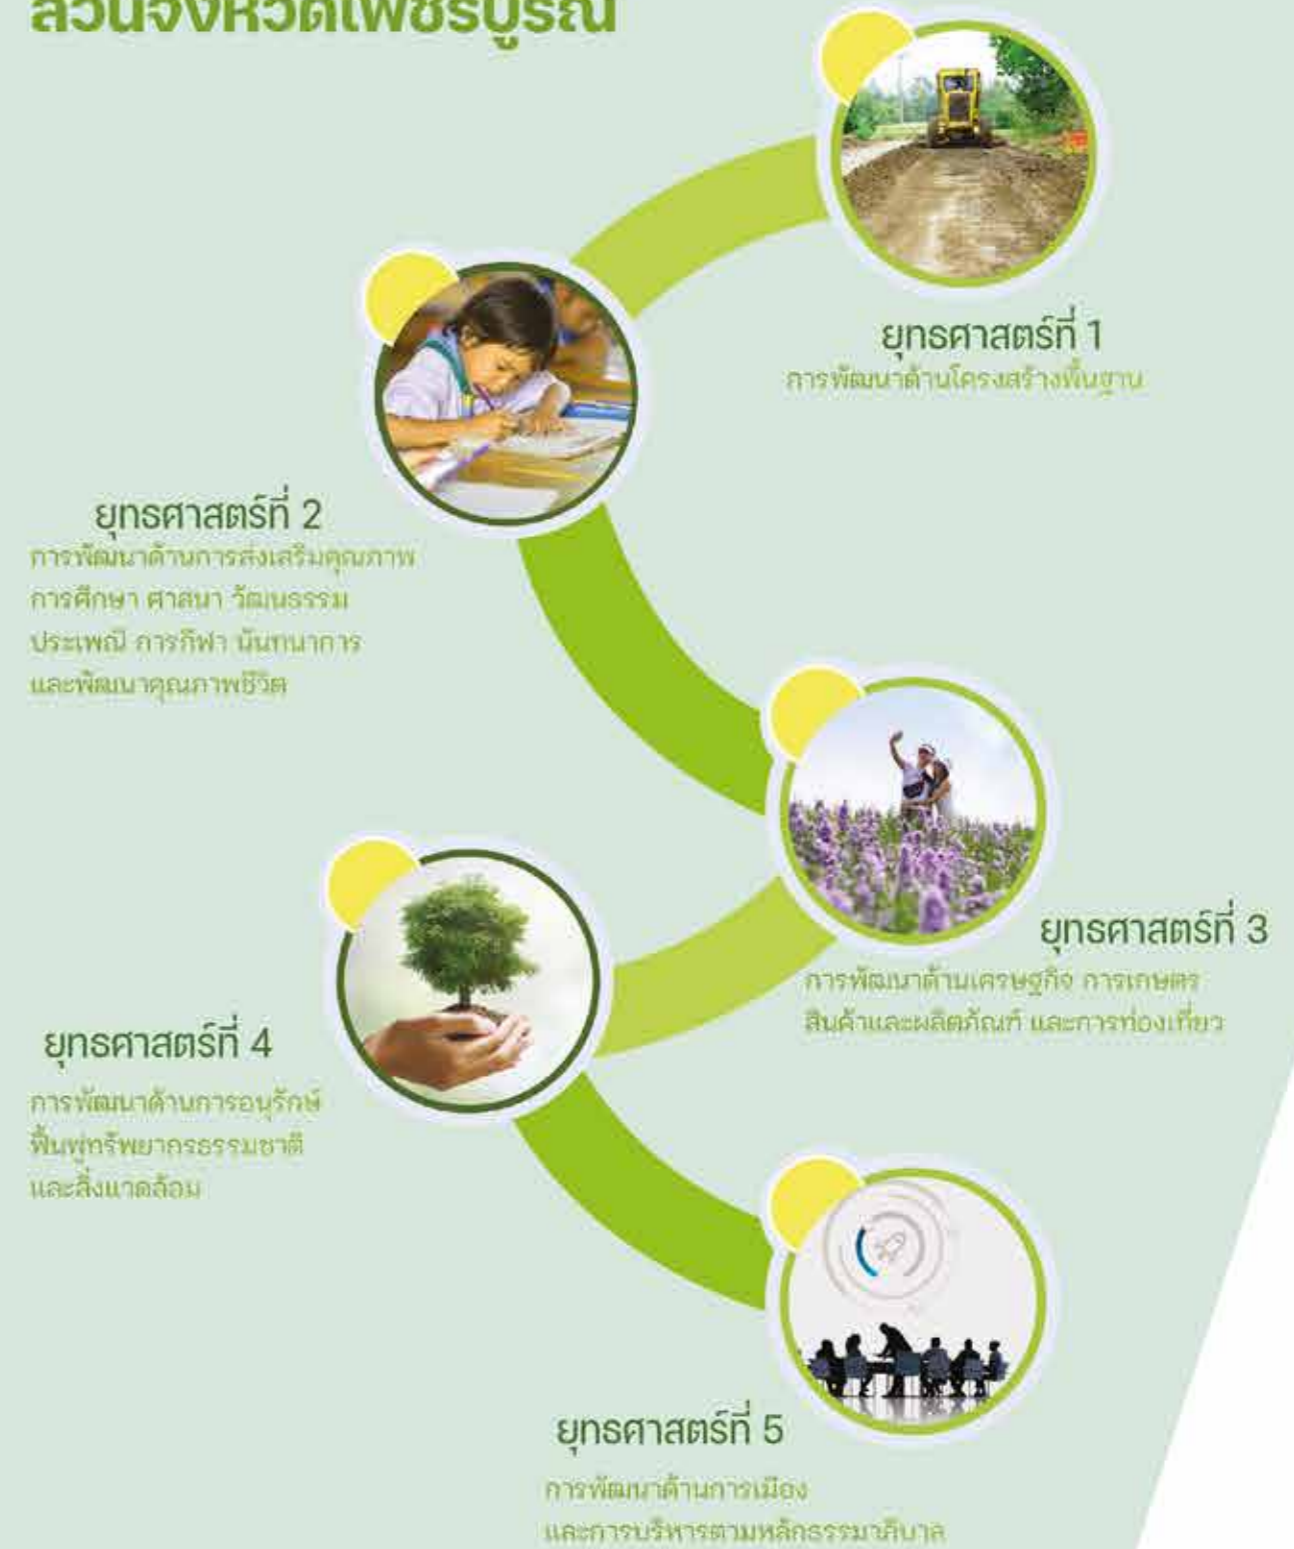 ส่วนจังหวัดเพชรบูรณ์
ยุทธศาสตร์ที่ 1
การพัฒนาด้านโครงสร้างพื้นฐาน
ยุทธศาสตร์ที่ 2
การพัฒนาด้านการส่งเสริมคุณภาพ
การศึกษา ศาสนา วัฒนธรรม
ประเพณี การกีฬา นันทนาการ
และพัฒนาคุณภาพชีวิต
ยุทธศาสตร์ที่ 3
การพัฒนาด้านเศรษฐกิจ การเกษตร
สินค้าและผลิตภัณฑ์ และการท่องเที่ยว
ยุทธศาสตร์ที่ 4
การพัฒนาด้านการอนุรักษ์
ฟื้นฟูทรัพยากรธรรมชาติ
และสิ่งแวดล้อม
ยุทธศาสตร์ที่ 5
การพัฒนาด้านการเมือง
และการบริหารตามหลักธรรมาภิบาล